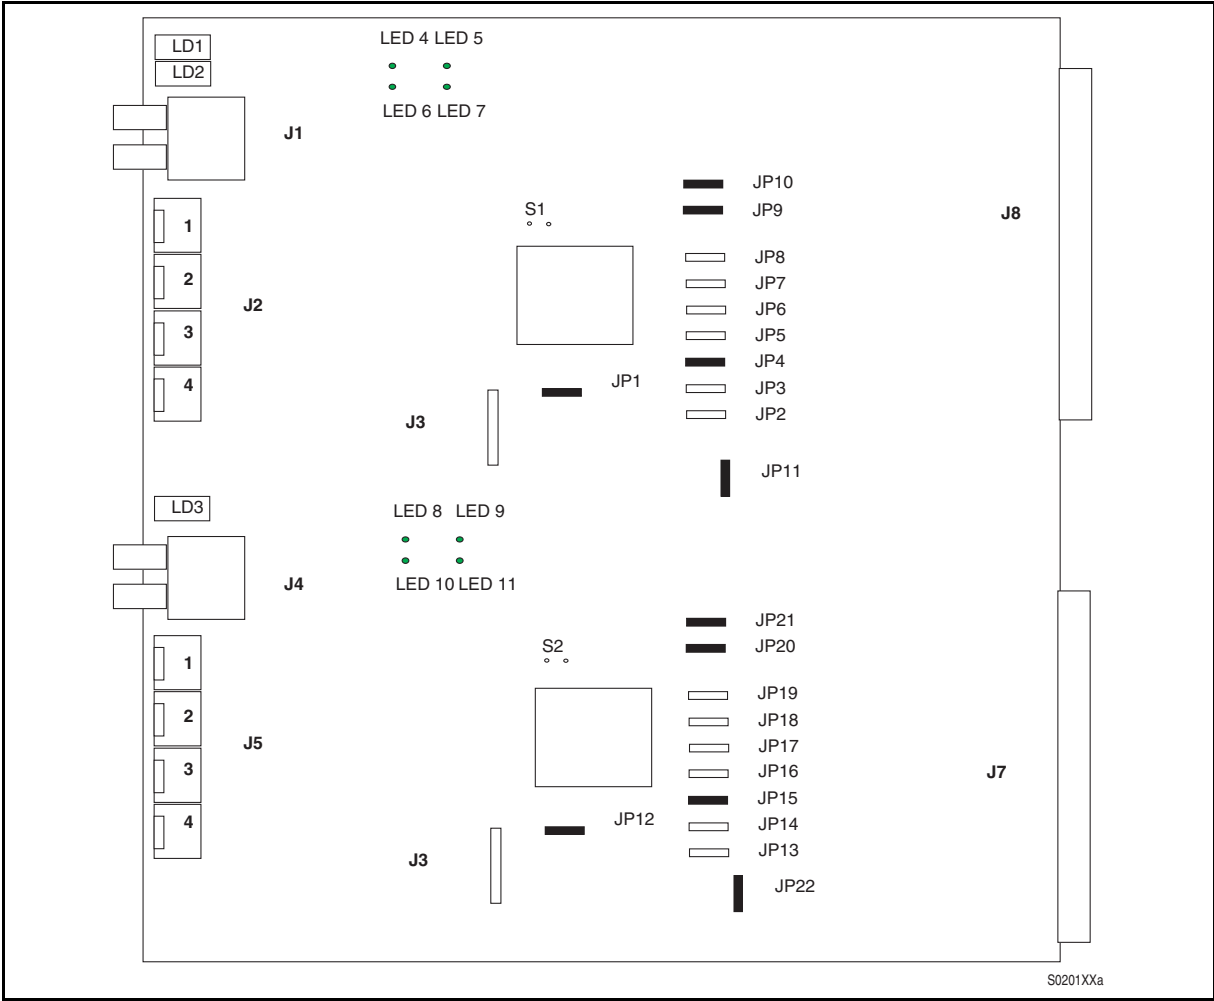 LD1
LD2
LED 4 LED 5
LED 6 LED 7
J1
JP10
JP9
S1
J8
1
2
3
4
J2
JP8
JP7
JP6
JP5
JP4
JP3
JP2
JP1
J3
JP11
LD3
LED 8 LED 9
LED 10 LED 11
J4
JP21
JP20
S2
1
2
3
4
J5
JP19
JP18
JP17
JP16
JP15
JP14
JP13
J7
JP12
J3
JP22
S0201XXa